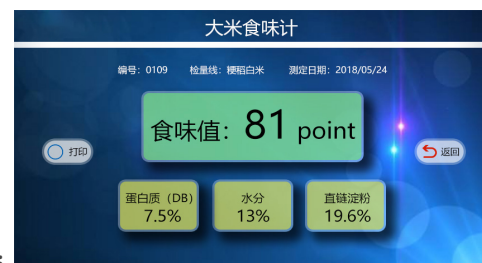 大米食味计
编号：0109 检量线：粳稻白米 测定日期：2018/05/24
食味值：81 point
打印
返回
蛋白质（DB） 水分 直链淀粉
7.5% 13% 19.6%